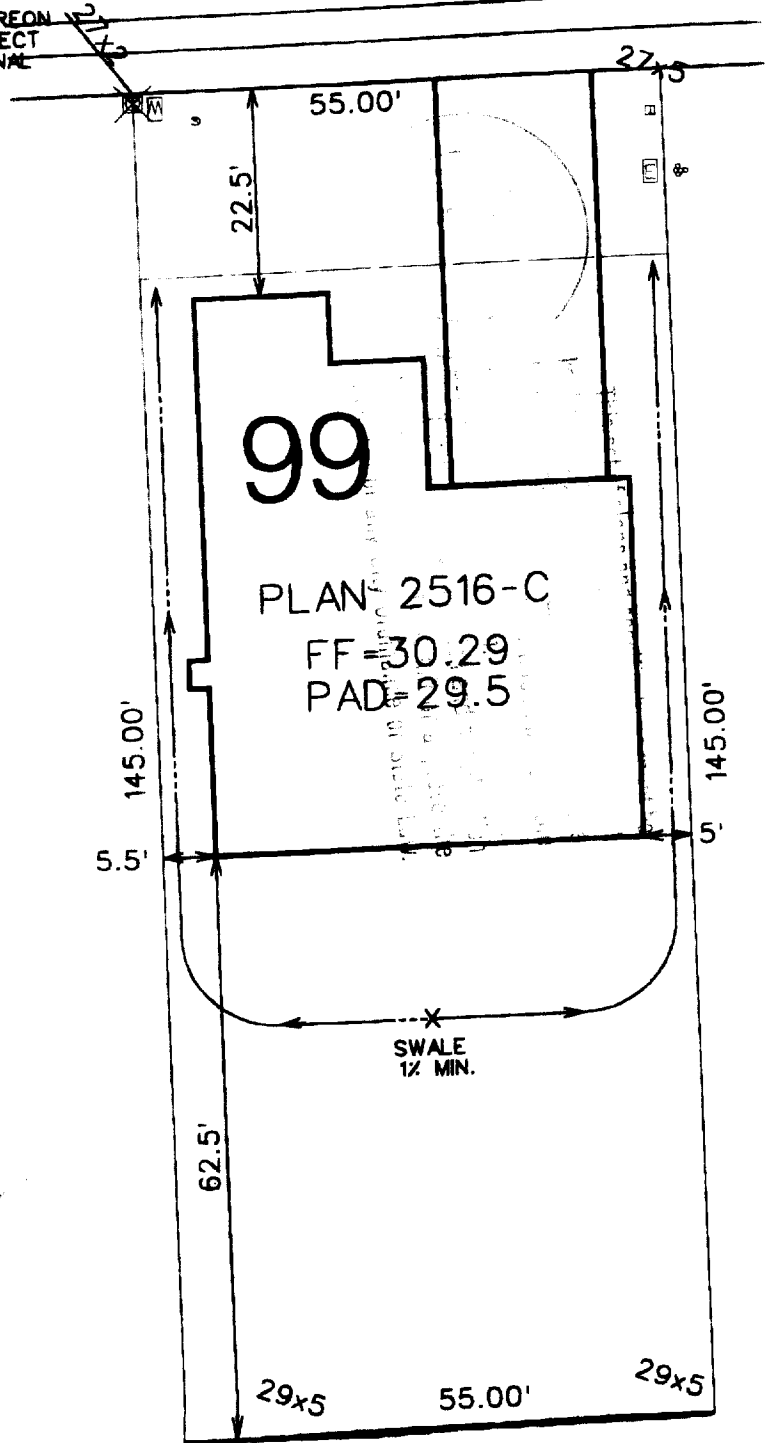 55.00'
27x5
22.5'
W
E
99
PLAN 2516-C
FF=30.29
PAD=29.5
145.00'
145.00'
5.5'
5'
SWALE
1% MIN.
62.5'
29x5
55.00'
29x5